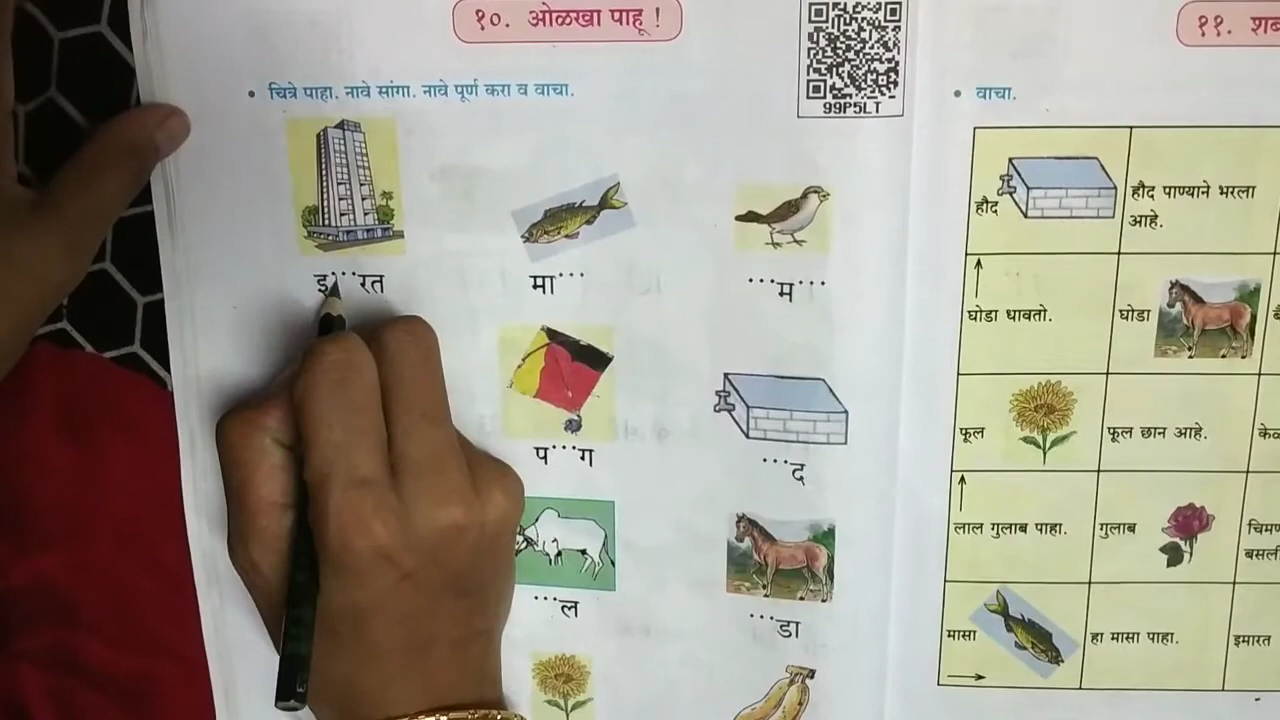 १०. ओळखा पाहू !
99P5LT
• चित्रे पाहा. नावे सांगा. नावे पूर्ण करा व वाचा.
इ···रत
मा···
···म···
प···ग
···द
···ल
···डा
११.
• वाचा.
हौद
हौद पाण्याने भरला
आहे.
घोडा धावतो.
घोडा
फूल
फूल छान आहे.
लाल गुलाब पाहा.
गुलाब
मासा
हा मासा पाहा.
इमारत